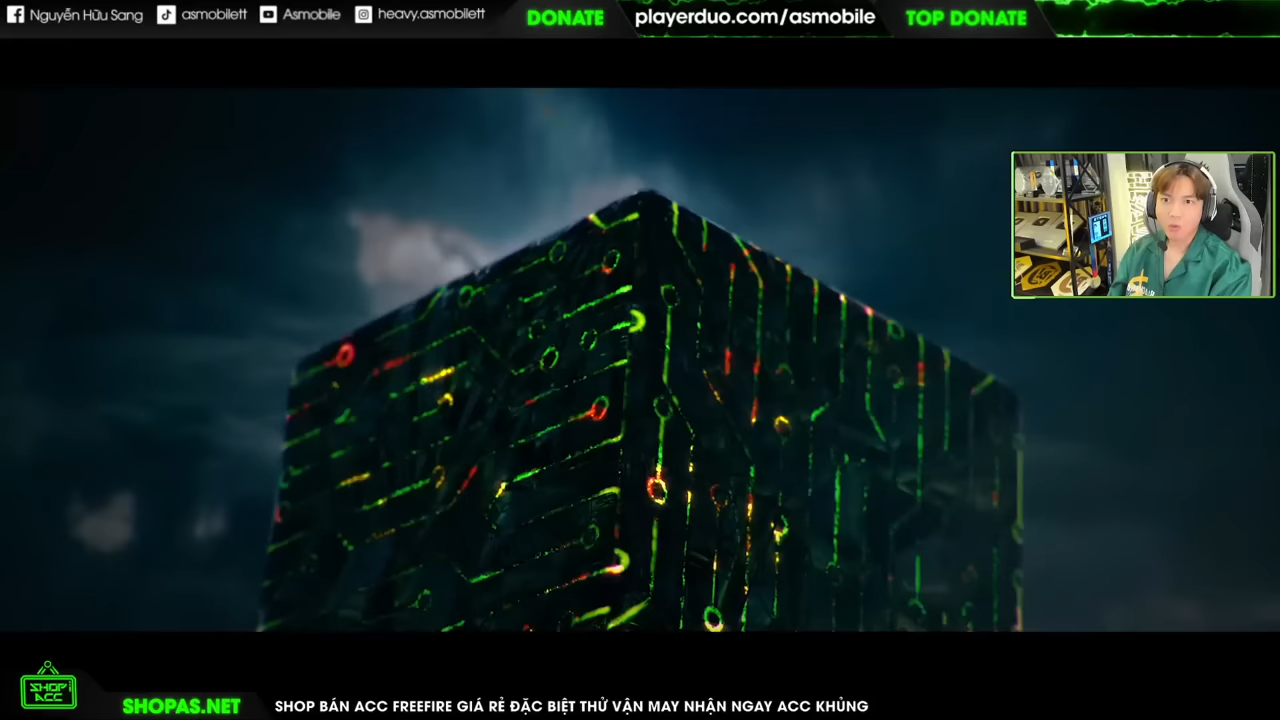 Nguyễn Hữu Sang asmobilett Asmobile heavy.asmobilett DONATE playerduo.com/asmobile TOP DONATE
SHOP ACC
SHOPAS.NET SHOP BÁN ACC FREEFIRE GIÁ RẺ ĐẶC BIỆT THỬ VẬN MAY NHẬN NGAY ACC KHỦNG